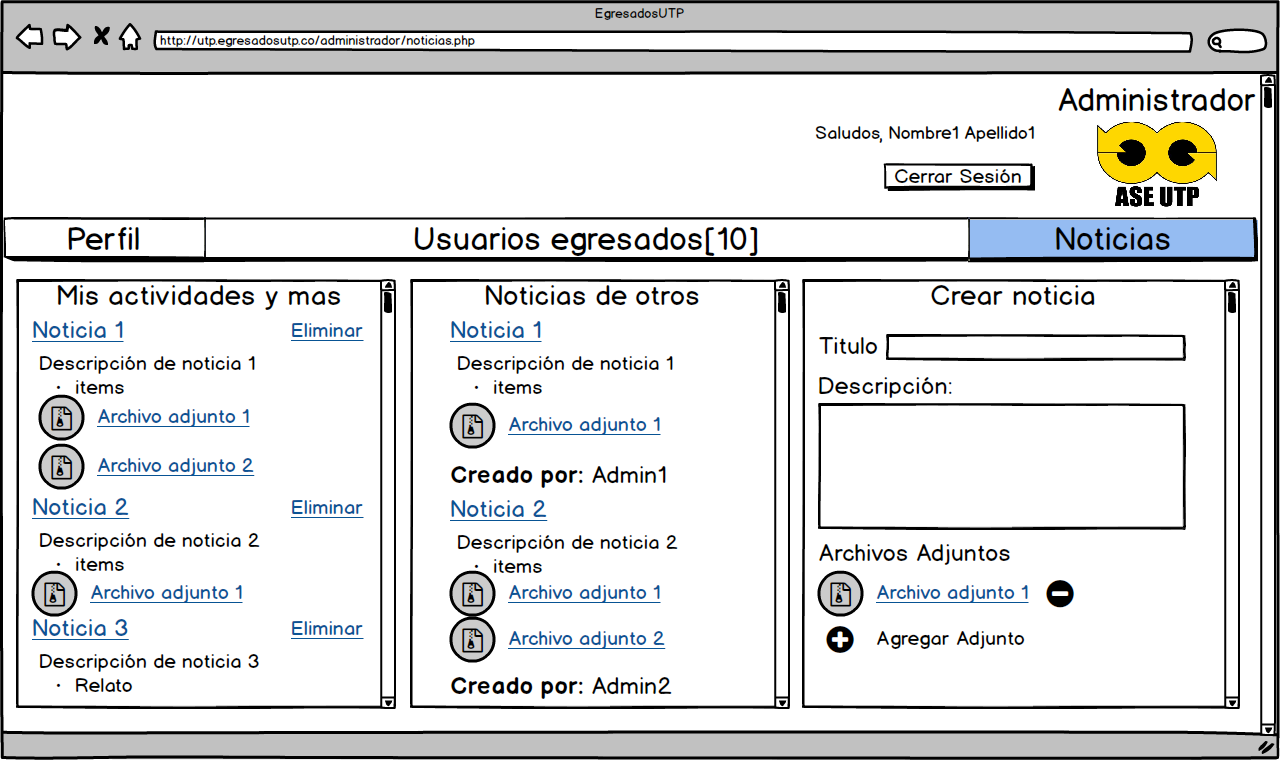 EgresadosUTP
http://utp.egresadosutp.co/administrador/noticias.php
Administrador
Saludos, Nombre1 Apellido1
Cerrar Sesión
ASE UTP
Perfil
Usuarios egresados[10]
Noticias
Mis actividades y mas
Noticia 1 Eliminar
Descripción de noticia 1
• items
Archivo adjunto 1
Archivo adjunto 2
Noticia 2 Eliminar
Descripción de noticia 2
• items
Archivo adjunto 1
Noticia 3 Eliminar
Descripción de noticia 3
• Relato
Noticias de otros
Noticia 1
Descripción de noticia 1
• items
Archivo adjunto 1
Creado por: Admin1
Noticia 2
Descripción de noticia 2
• items
Archivo adjunto 1
Archivo adjunto 2
Creado por: Admin2
Crear noticia
Titulo
Descripción:
Archivos Adjuntos
Archivo adjunto 1
Agregar Adjunto